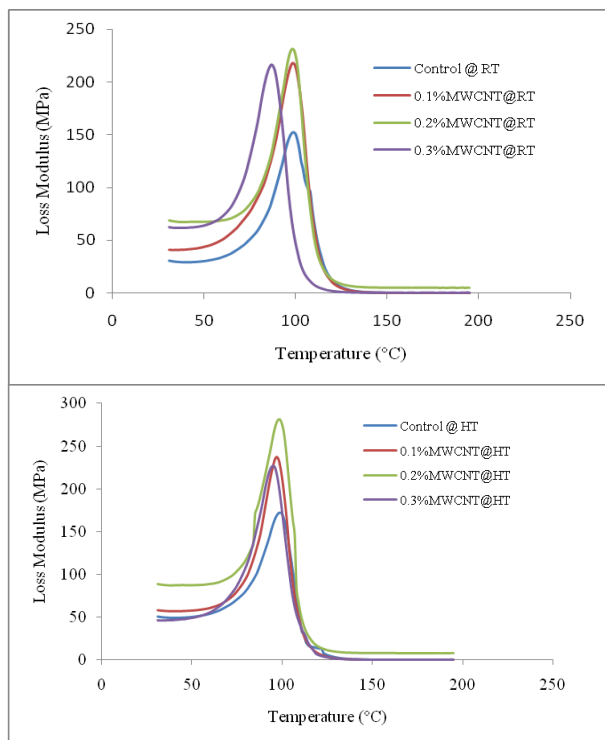 250
200
150
100
50
0
Loss Modulus (MPa)
Control @ RT
0.1%MWCNT@RT
0.2%MWCNT@RT
0.3%MWCNT@RT
0 50 100 150 200 250
Temperature (°C)
300
250
200
150
100
50
0
Loss Modulus (MPa)
Control @ HT
0.1%MWCNT@HT
0.2%MWCNT@HT
0.3%MWCNT@HT
0 50 100 150 200 250
Temperature (°C)